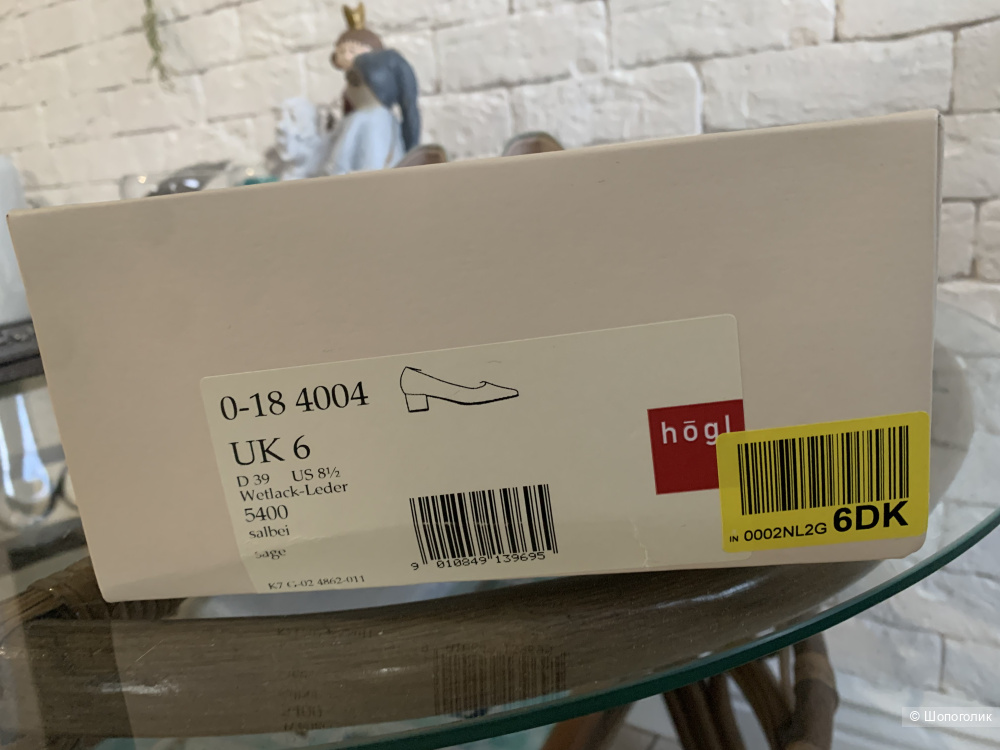 0-18 4004
UK 6
D 39 US 8½
Wetlack-Leder
5400
salbei
sage
K7 G-02 4862-011
9 010849 139695
högl
IN 0002NL2G 6DK
© Шопоголик